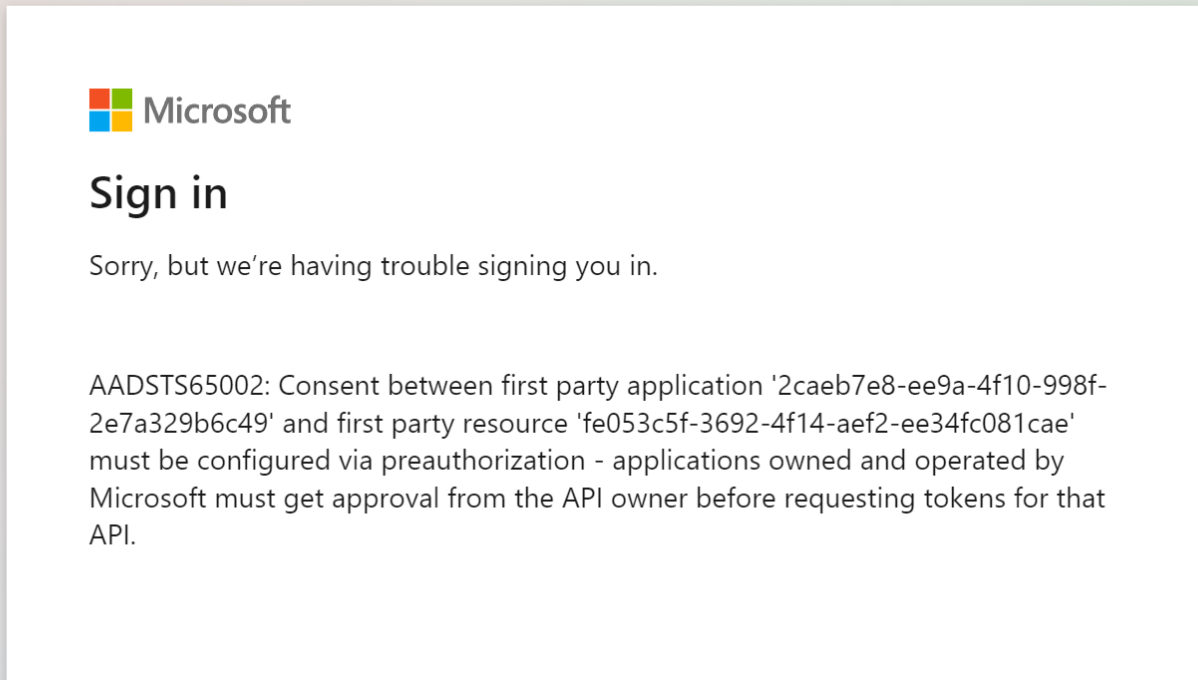 Microsoft
Sign in
Sorry, but we’re having trouble signing you in.
AADSTS65002: Consent between first party application '2caeb7e8-ee9a-4f10-998f-
2e7a329b6c49' and first party resource 'fe053c5f-3692-4f14-aef2-ee34fc081cae'
must be configured via preauthorization - applications owned and operated by
Microsoft must get approval from the API owner before requesting tokens for that
API.